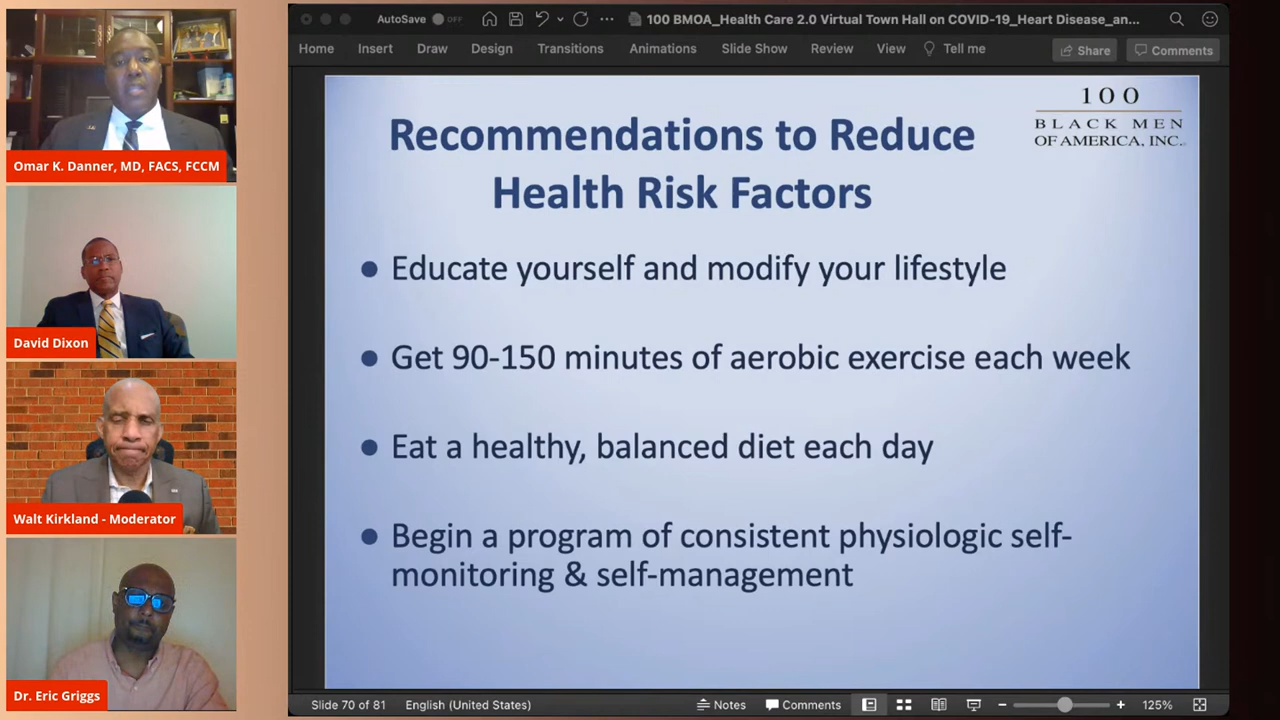 Omar K. Danner, MD, FACS, FCCM
David Dixon
Walt Kirkland - Moderator
Dr. Eric Griggs
AutoSave OFF
100 BMOA_Health Care 2.0 Virtual Town Hall on COVID-19_Heart Disease_an...
Home Insert Draw Design Transitions Animations Slide Show Review View Tell me Share Comments
100
BLACK MEN
OF AMERICA, INC.
Recommendations to Reduce
Health Risk Factors
• Educate yourself and modify your lifestyle
• Get 90-150 minutes of aerobic exercise each week
• Eat a healthy, balanced diet each day
• Begin a program of consistent physiologic self-
monitoring & self-management
Slide 70 of 81 English (United States) Notes Comments 125%